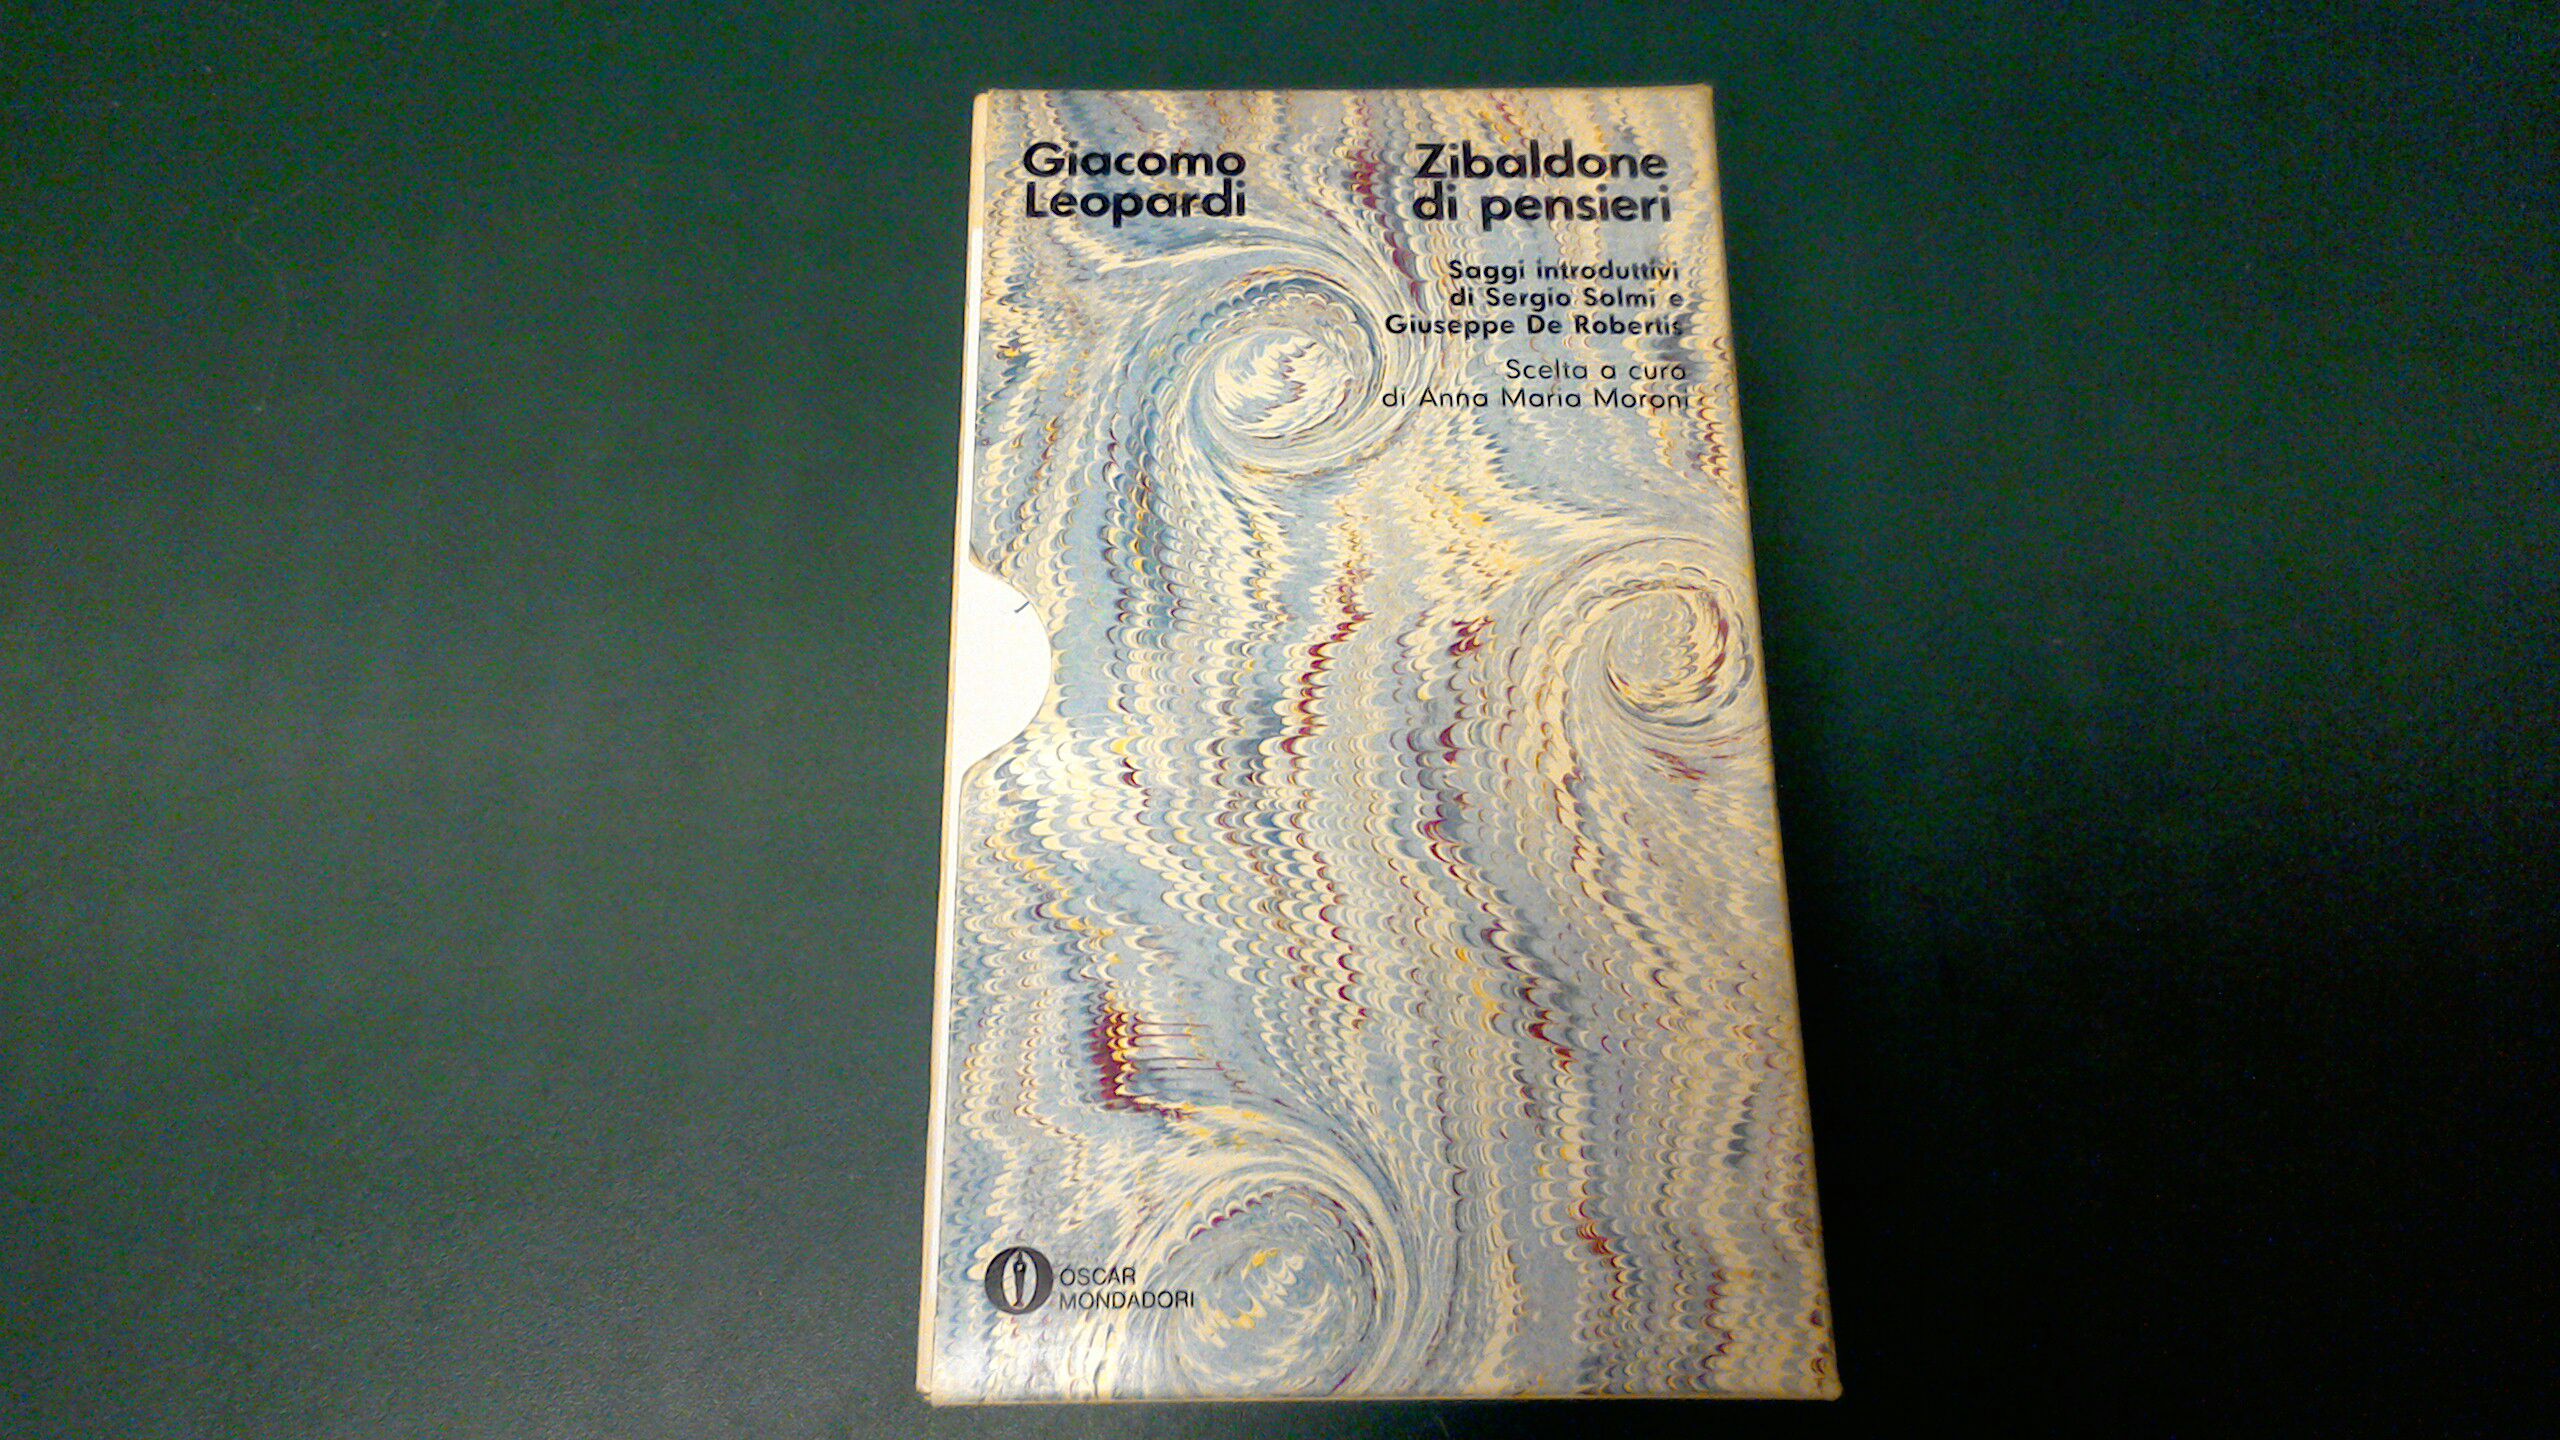 Giacomo
Leopardi
Zibaldone
di pensieri
Saggi introduttivi
di Sergio Solmi e
Giuseppe De Robertis
Scelta a cura
di Anna Maria Moroni
OSCAR
MONDADORI